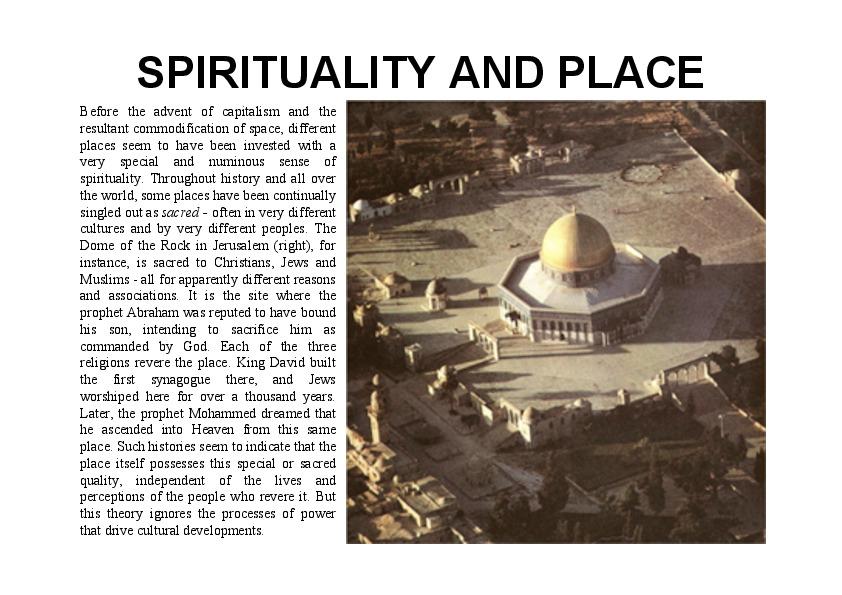 SPIRITUALITY AND PLACE
Before the advent of capitalism and the
resultant commodification of space, different
places seem to have been invested with a
very special and numinous sense of
spirituality. Throughout history and all over
the world, some places have been continually
singled out as sacred - often in very different
cultures and by very different peoples. The
Dome of the Rock in Jerusalem (right), for
instance, is sacred to Christians, Jews and
Muslims - all for apparently different reasons
and associations. It is the site where the
prophet Abraham was reputed to have bound
his son, intending to sacrifice him as
commanded by God. Each of the three
religions revere the place. King David built
the first synagogue there, and Jews
worshiped here for over a thousand years.
Later, the prophet Mohammed dreamed that
he ascended into Heaven from this same
place. Such histories seem to indicate that the
place itself possesses this special or sacred
quality, independent of the lives and
perceptions of the people who revere it. But
this theory ignores the processes of power
that drive cultural developments.